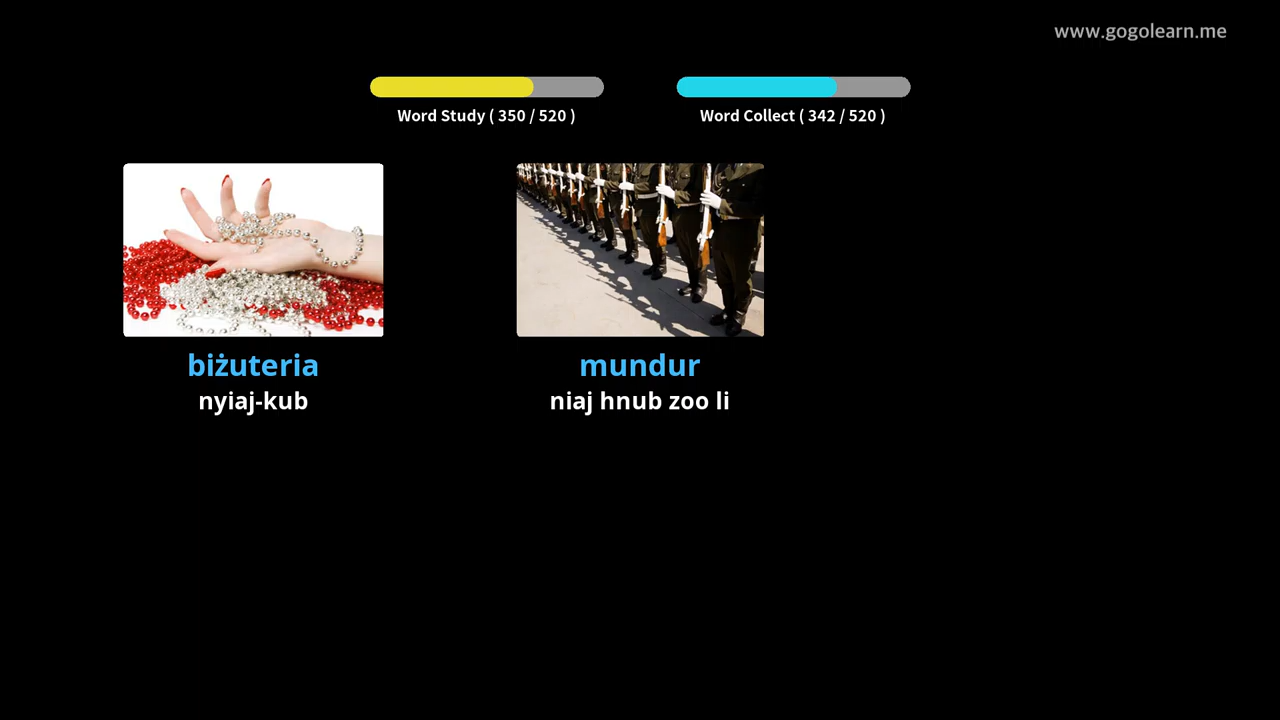 www.gogolearn.me
Word Study ( 350 / 520 )
Word Collect ( 342 / 520 )
biżuteria
nyiaj-kub
mundur
niaj hnub zoo li